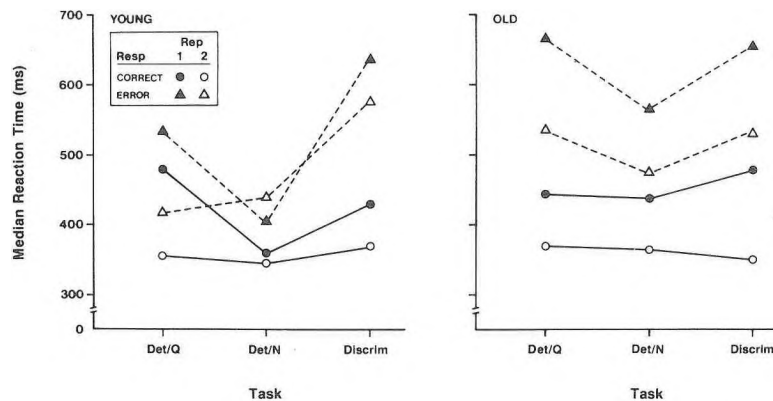 700
YOUNG
OLD
Rep
Resp 1 2
CORRECT
ERROR
600
500
400
300
0
Median Reaction Time (ms)
Det/Q Det/N Discrim
Det/Q Det/N Discrim
Task
Task